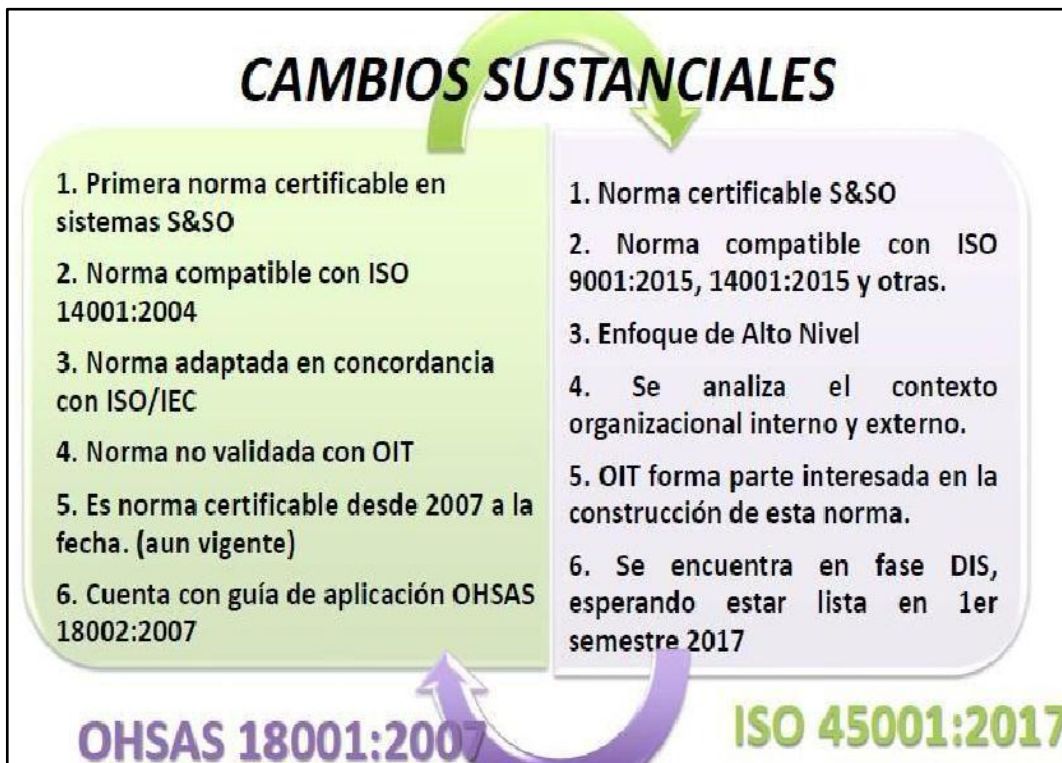 CAMBIOS SUSTANCIALES
1. Primera norma certificable en
sistemas S&SO
2. Norma compatible con ISO
14001:2004
3. Norma adaptada en concordancia
con ISO/IEC
4. Norma no validada con OIT
5. Es norma certificable desde 2007 a la
fecha. (aun vigente)
6. Cuenta con guía de aplicación OHSAS
18002:2007
1. Norma certificable S&SO
2. Norma compatible con ISO
9001:2015, 14001:2015 y otras.
3. Enfoque de Alto Nivel
4. Se analiza el contexto
organizacional interno y externo.
5. OIT forma parte interesada en la
construcción de esta norma.
6. Se encuentra en fase DIS,
esperando estar lista en 1er
semestre 2017
OHSAS 18001:2007
ISO 45001:2017